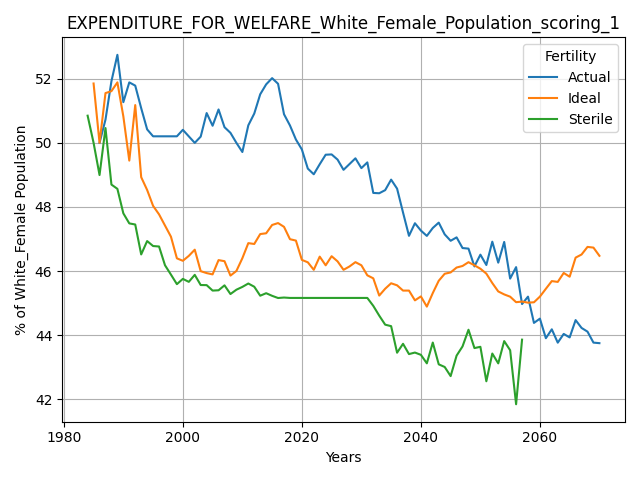 EXPENDITURE_FOR_WELFARE_White_Female_Population_scoring_1
Fertility
Actual
Ideal
Sterile
% of White_Female Population
52
50
48
46
44
42
1980
2000
2020
2040
2060
Years